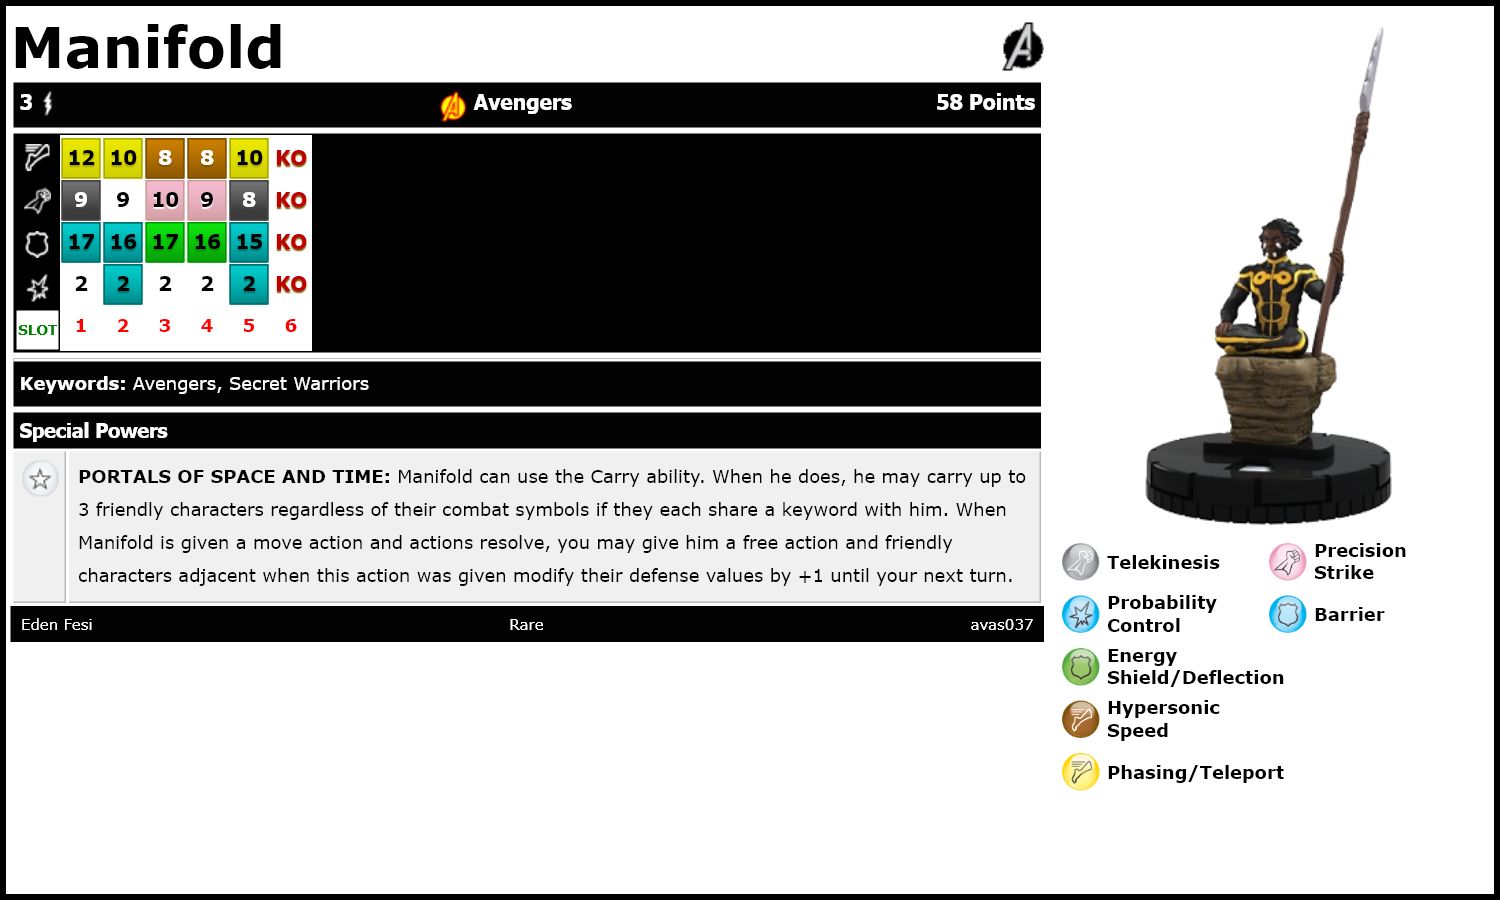 Manifold
3 Avengers 58 Points
12 10 8 8 10 KO
9 9 10 9 8 KO
17 16 17 16 15 KO
2 2 2 2 2 KO
SLOT 1 2 3 4 5 6
Keywords: Avengers, Secret Warriors
Special Powers
PORTALS OF SPACE AND TIME: Manifold can use the Carry ability. When he does, he may carry up to
3 friendly characters regardless of their combat symbols if they each share a keyword with him. When
Manifold is given a move action and actions resolve, you may give him a free action and friendly
characters adjacent when this action was given modify their defense values by +1 until your next turn.
Eden Fesi Rare avas037
Telekinesis
Precision
Strike
Probability
Control
Barrier
Energy
Shield/Deflection
Hypersonic
Speed
Phasing/Teleport